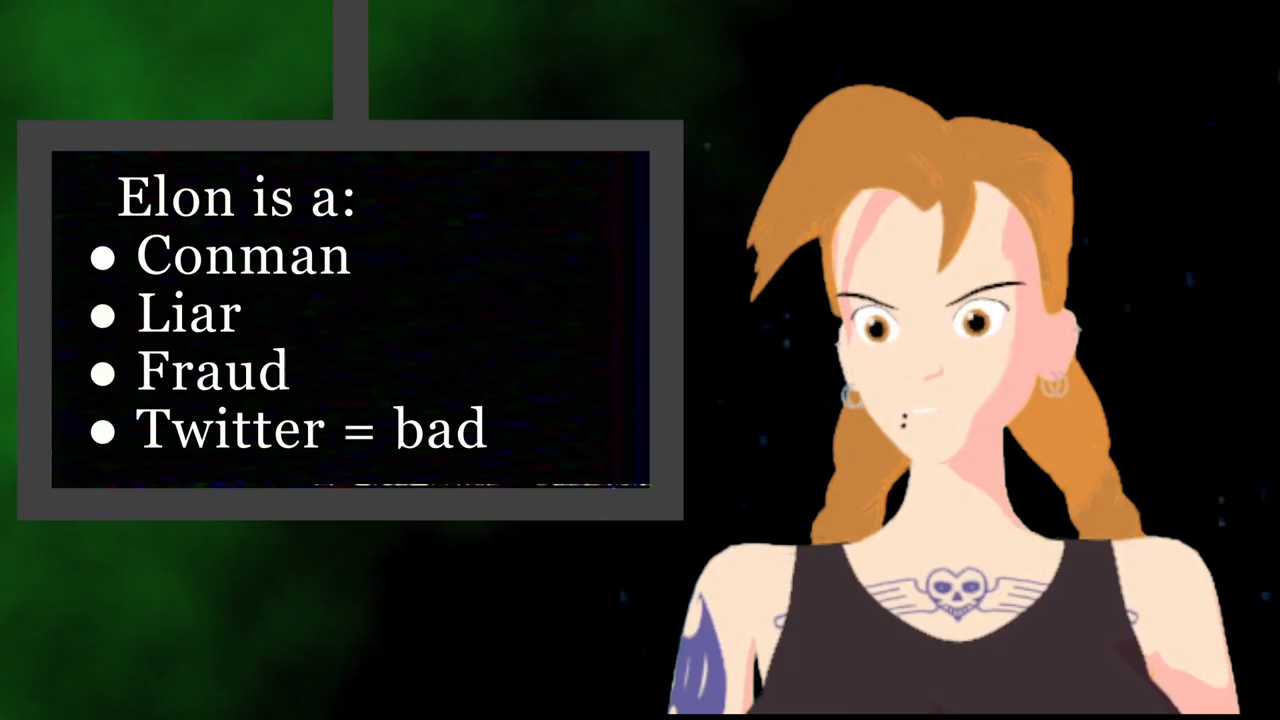 Elon is a:
● Conman
● Liar
● Fraud
● Twitter = bad